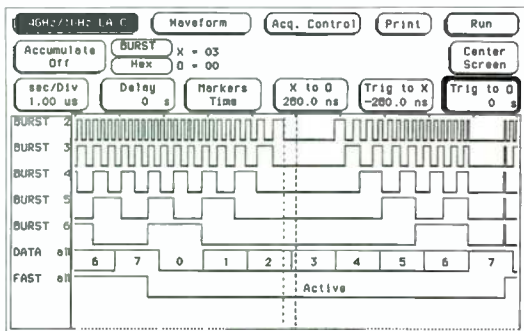 4GHz/1GHz LA C Waveform Acq. Control Print Run
Accumulate Off BURST Hex X = 03 O = 00 Center Screen
sec/Div 1.00 us Delay 0 s Markers Time X to O 280.0 ns Trig to X -280.0 ns Trig to O 0 s
BURST 2
BURST 3
BURST 4
BURST 5
BURST 6
DATA all 6 7 0 1 2 3 4 5 6 7
FAST all Active